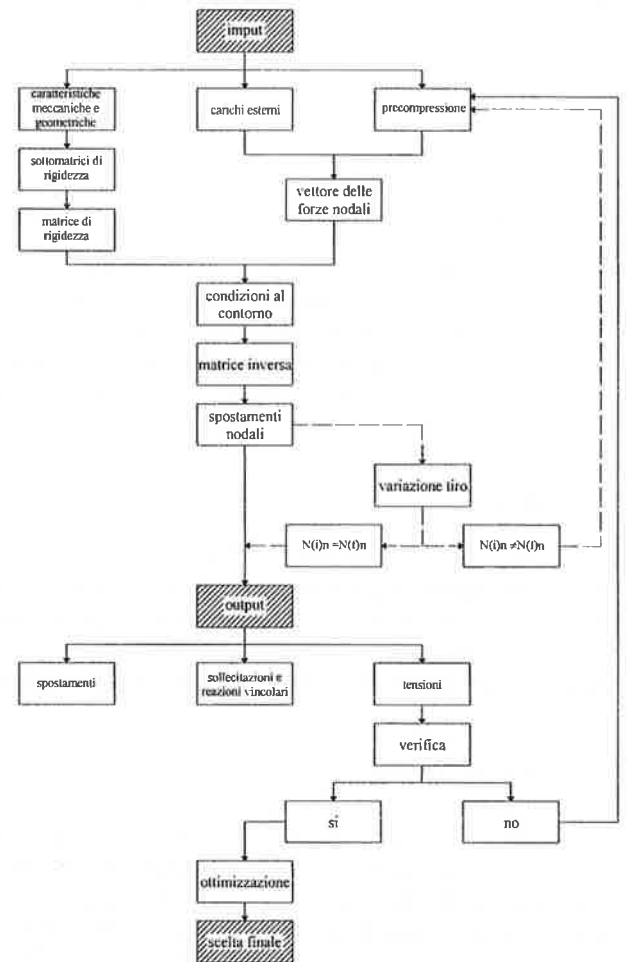 imput
caratteristiche
meccaniche e
geometriche
carichi esterni
precompressione
sottomatrici di
rigidezza
vettore delle
forze nodali
matrice di
rigidezza
condizioni al
contorno
matrice inversa
spostamenti
nodali
variazione tiro
N(i)n =N(f)n
N(i)n ≠N(f)n
output
spostamenti
sollecitazioni e
reazioni vincolari
tensioni
verifica
si
no
ottimizzazione
scelta finale